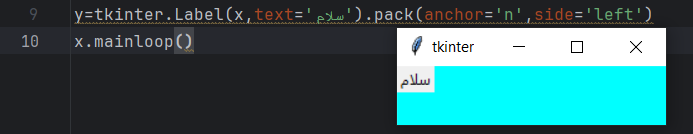 9 y=tkinter.Label(x,text='سلام').pack(anchor='n',side='left')
10 x.mainloop()
tkinter
سلام